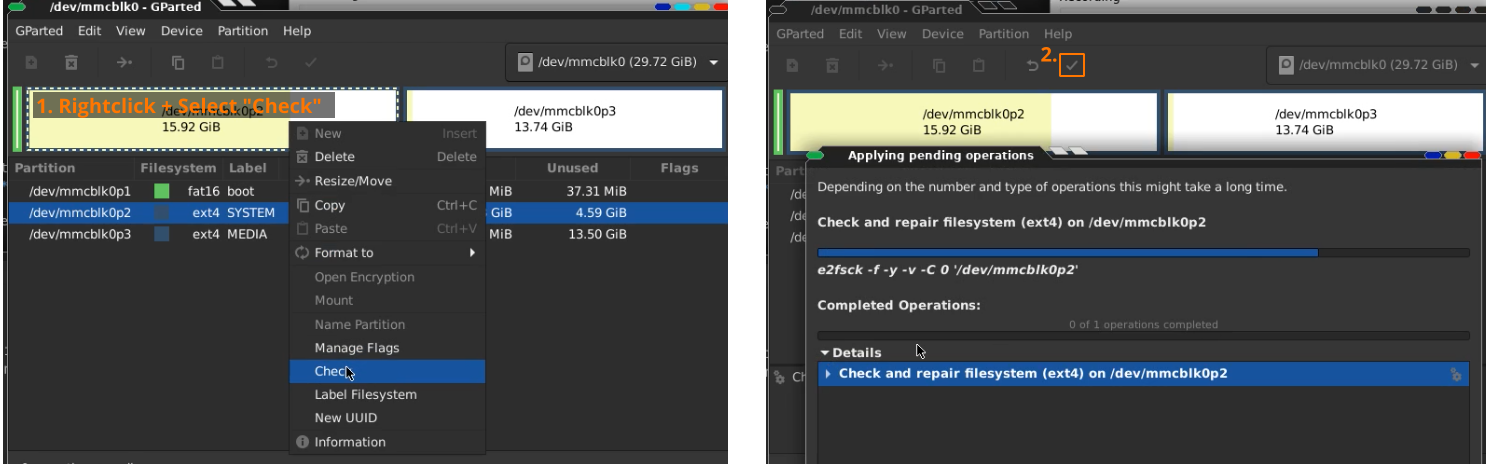 /dev/mmcblk0 - GParted
GParted Edit View Device Partition Help
/dev/mmcblk0 (29.72 GiB)
1. Rightclick + Select "Check"
/dev/mmcblk0p2
15.92 GiB
/dev/mmcblk0p3
13.74 GiB
Partition Filesystem Label Unused Flags
/dev/mmcblk0p1 fat16 boot MiB 37.31 MiB
/dev/mmcblk0p2 ext4 SYSTEM GiB 4.59 GiB
/dev/mmcblk0p3 ext4 MEDIA MiB 13.50 GiB
New Insert
Delete Delete
Resize/Move
Copy Ctrl+C
Paste Ctrl+V
Format to
Open Encryption
Mount
Name Partition
Manage Flags
Check
Label Filesystem
New UUID
Information
/dev/mmcblk0 - GParted
GParted Edit View Device Partition Help
2.
/dev/mmcblk0 (29.72 GiB)
/dev/mmcblk0p2
15.92 GiB
/dev/mmcblk0p3
13.74 GiB
Applying pending operations
Depending on the number and type of operations this might take a long time.
Check and repair filesystem (ext4) on /dev/mmcblk0p2
e2fsck -f -y -v -C 0 '/dev/mmcblk0p2'
Completed Operations:
0 of 1 operations completed
Details
Check and repair filesystem (ext4) on /dev/mmcblk0p2